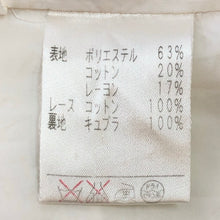 表地 ポリエステル 63%
コットン 20%
レーヨン 17%
レース コットン 100%
裏地 キュプラ 100%